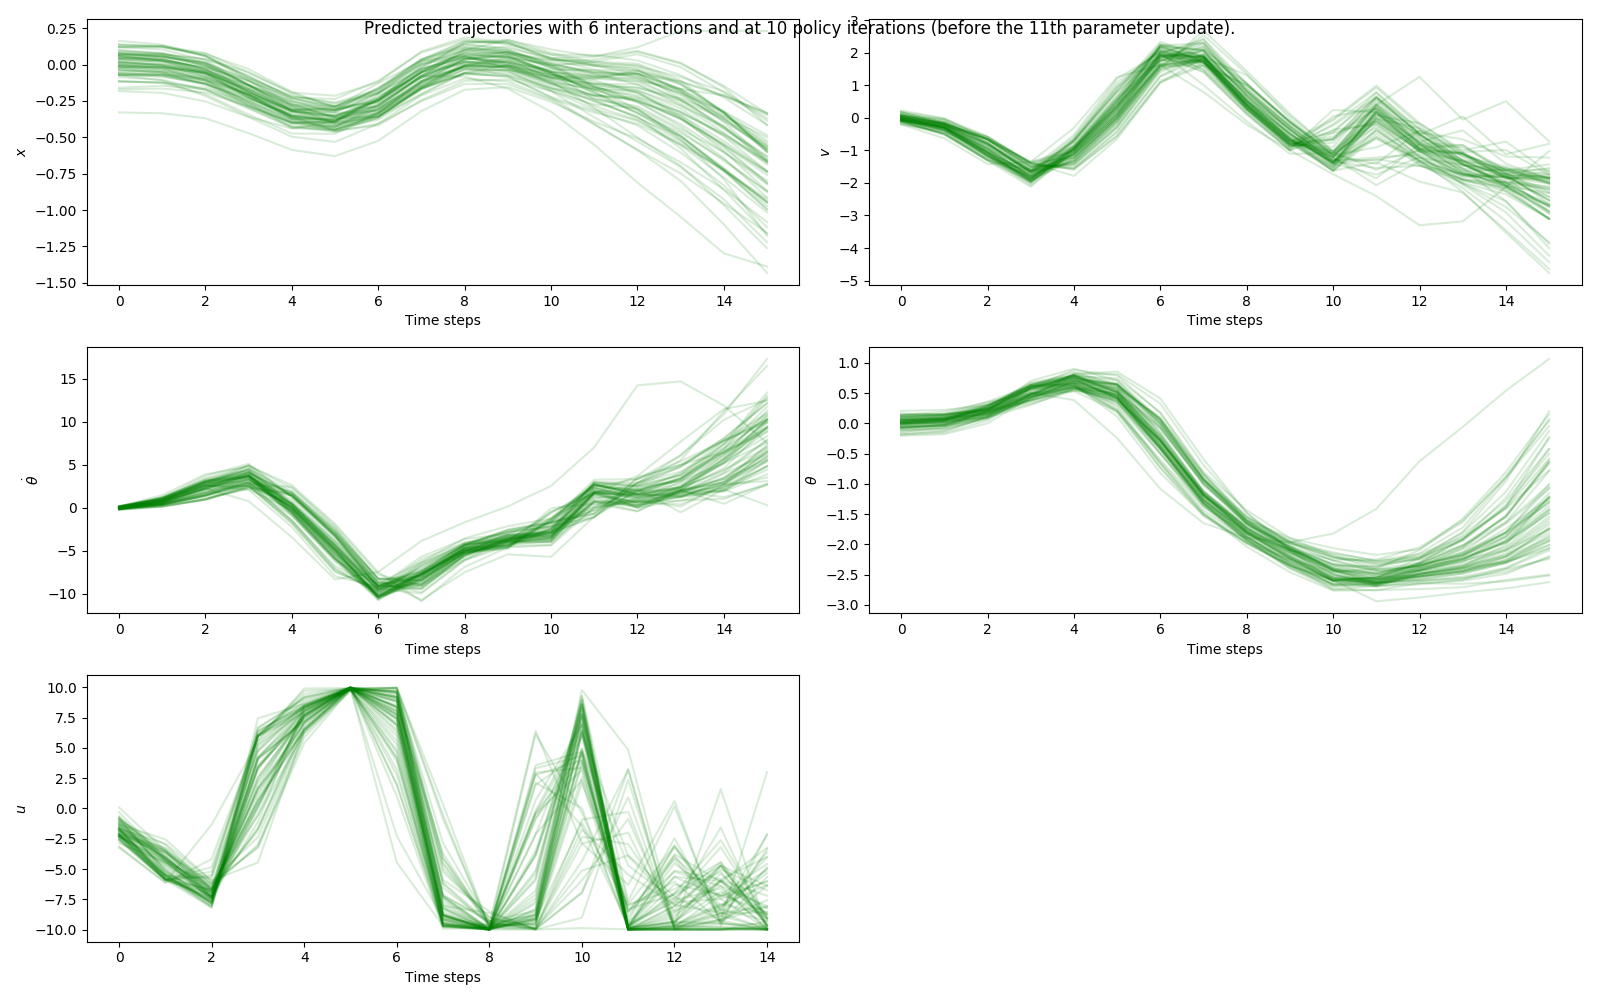 Predicted trajectories with 6 interactions and at 10 policy iterations (before the 11th parameter update).
0.25
0.00
−0.25
−0.50
−0.75
−1.00
−1.25
−1.50
x
0 2 4 6 8 10 12 14
Time steps
3
2
1
0
−1
−2
−3
−4
−5
v
0 2 4 6 8 10 12 14
Time steps
15
10
5
0
−5
−10
θ̇
0 2 4 6 8 10 12 14
Time steps
1.0
0.5
0.0
−0.5
−1.0
−1.5
−2.0
−2.5
−3.0
θ
0 2 4 6 8 10 12 14
Time steps
10.0
7.5
5.0
2.5
0.0
−2.5
−5.0
−7.5
−10.0
u
0 2 4 6 8 10 12 14
Time steps